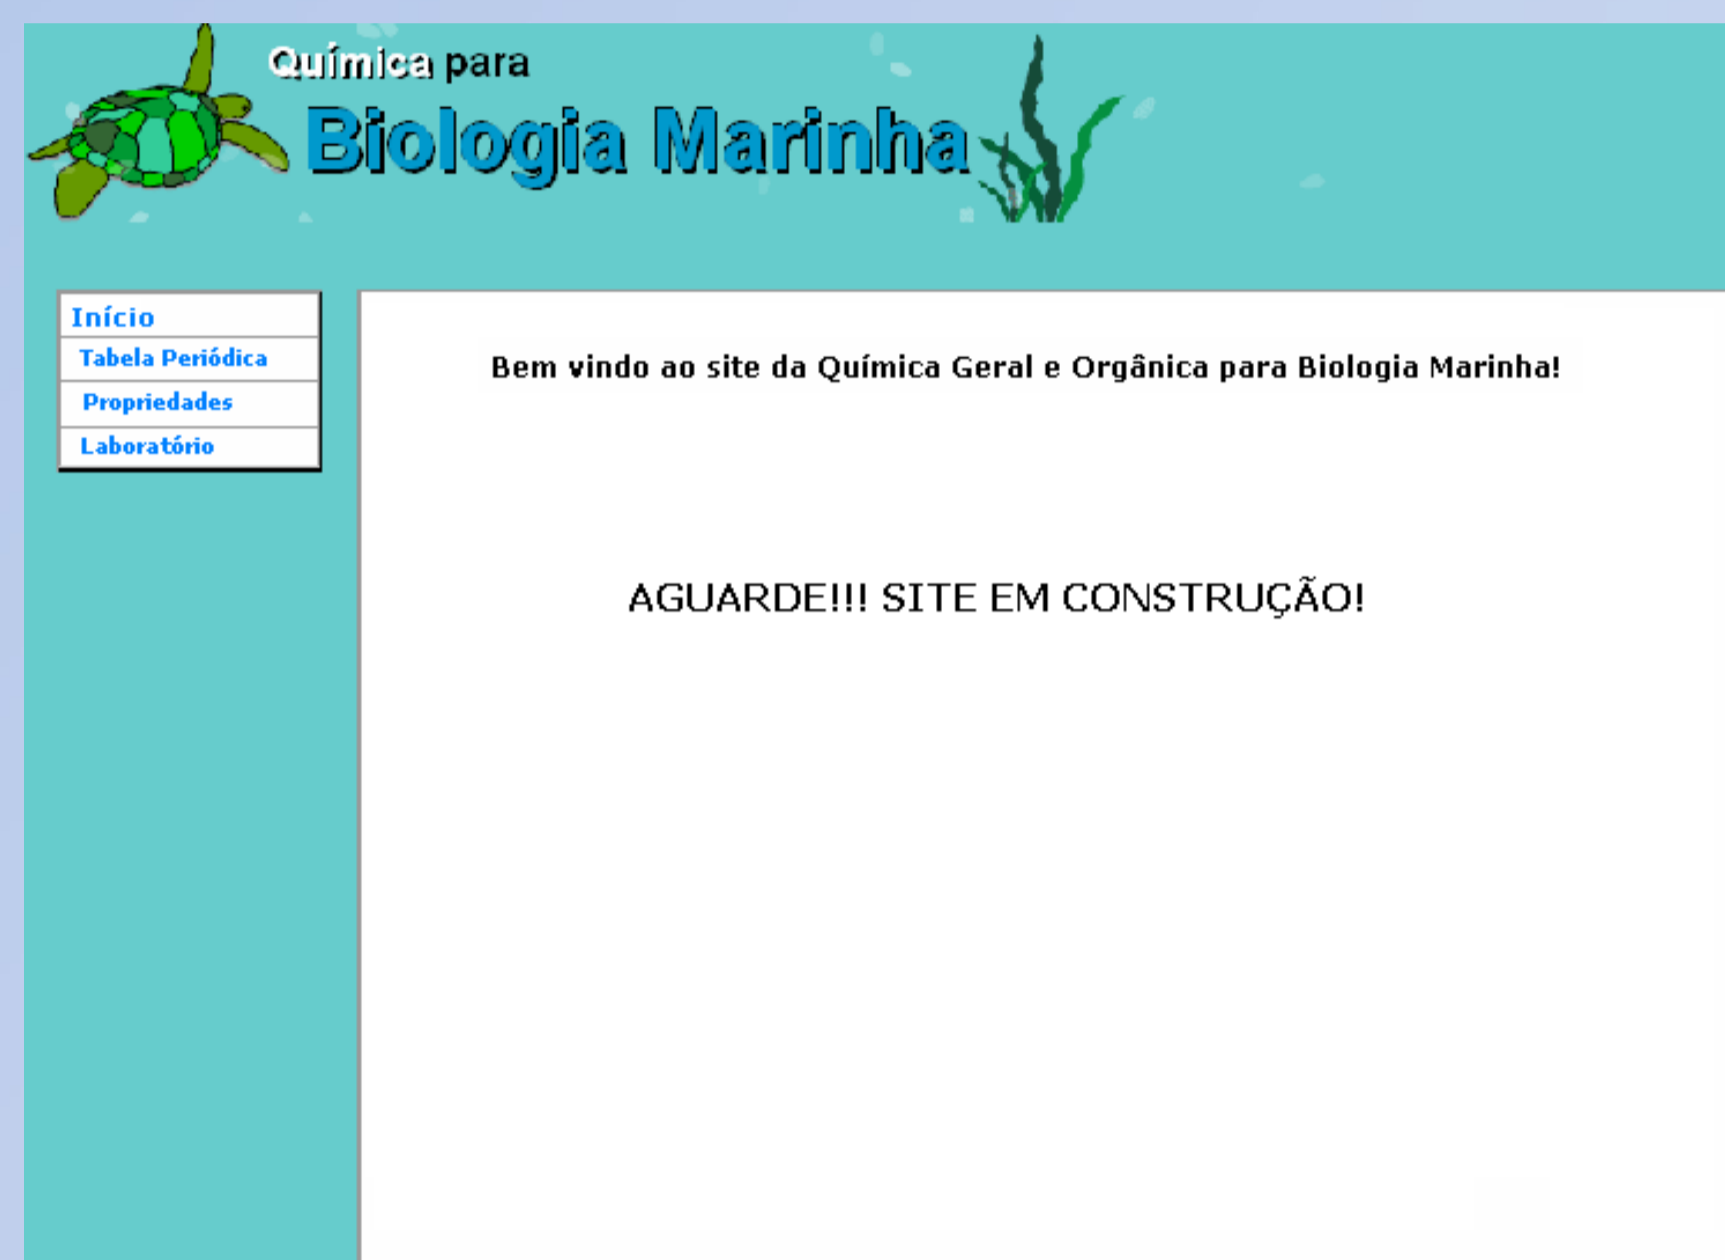 Química para
Biologia Marinha
Início
Tabela Periódica
Propriedades
Laboratório
Bem vindo ao site da Química Geral e Orgânica para Biologia Marinha!
AGUARDE!!! SITE EM CONSTRUÇÃO!